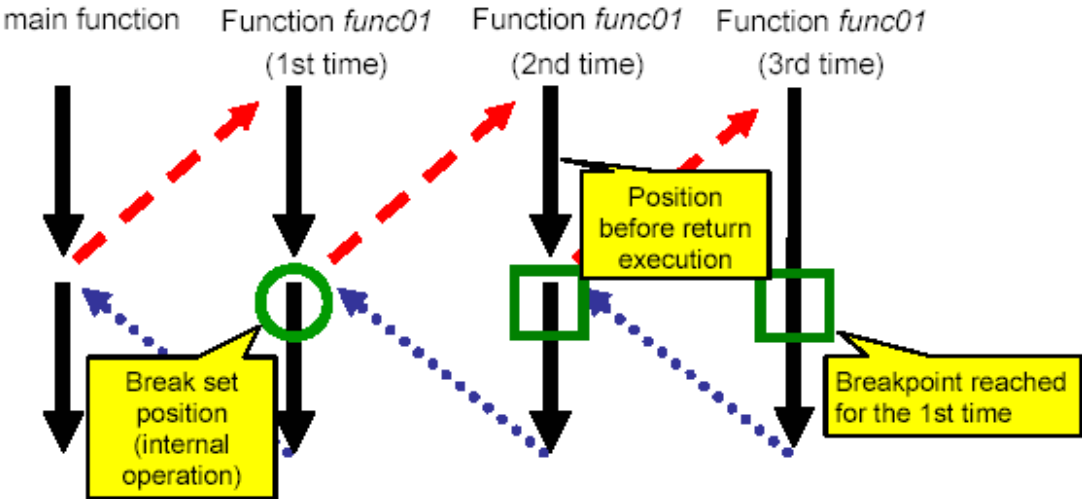 main function
Function func01
(1st time)
Function func01
(2nd time)
Function func01
(3rd time)
Position
before return
execution
Break set
position
(internal
operation)
Breakpoint reached
for the 1st time